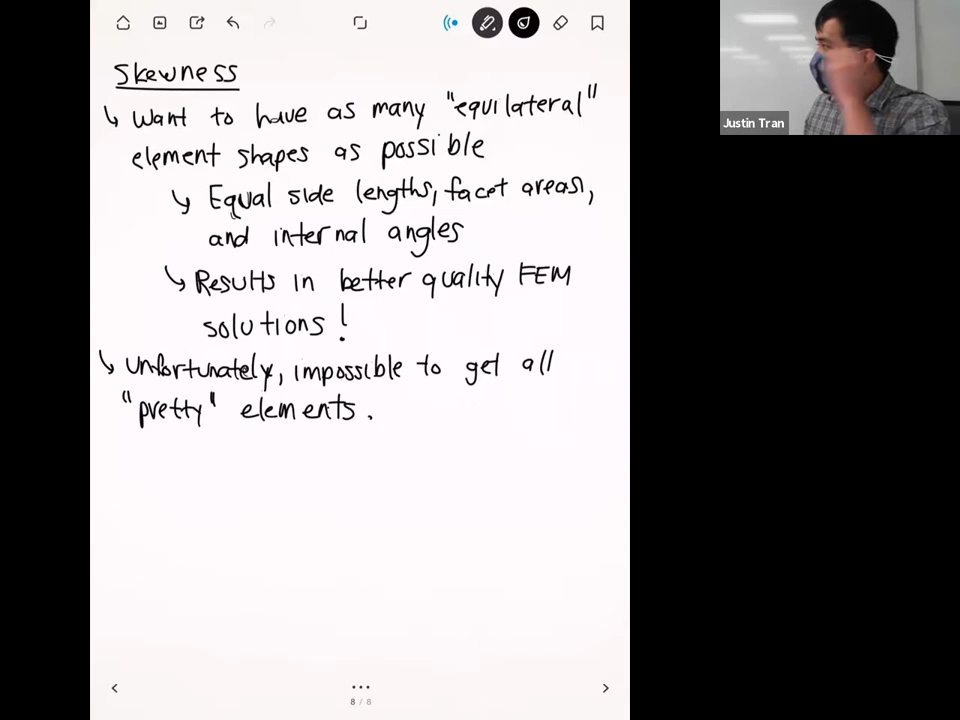 Skewness
↳ Want to have as many "equilateral"
element shapes as possible
↳ Equal side lengths, facet areas,
and internal angles
↳ Results in better quality FEM
solutions!
↳ Unfortunately, impossible to get all
"pretty" elements.
8 / 8
Justin Tran